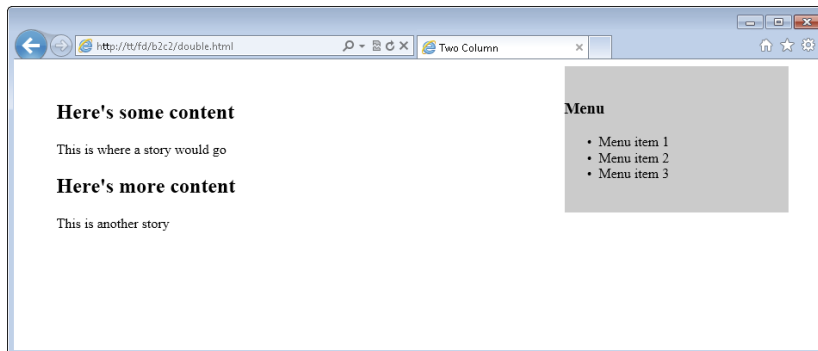 http://tt/fd/b2c2/double.html
Two Column
Here's some content
This is where a story would go
Here's more content
This is another story
Menu
• Menu item 1
• Menu item 2
• Menu item 3